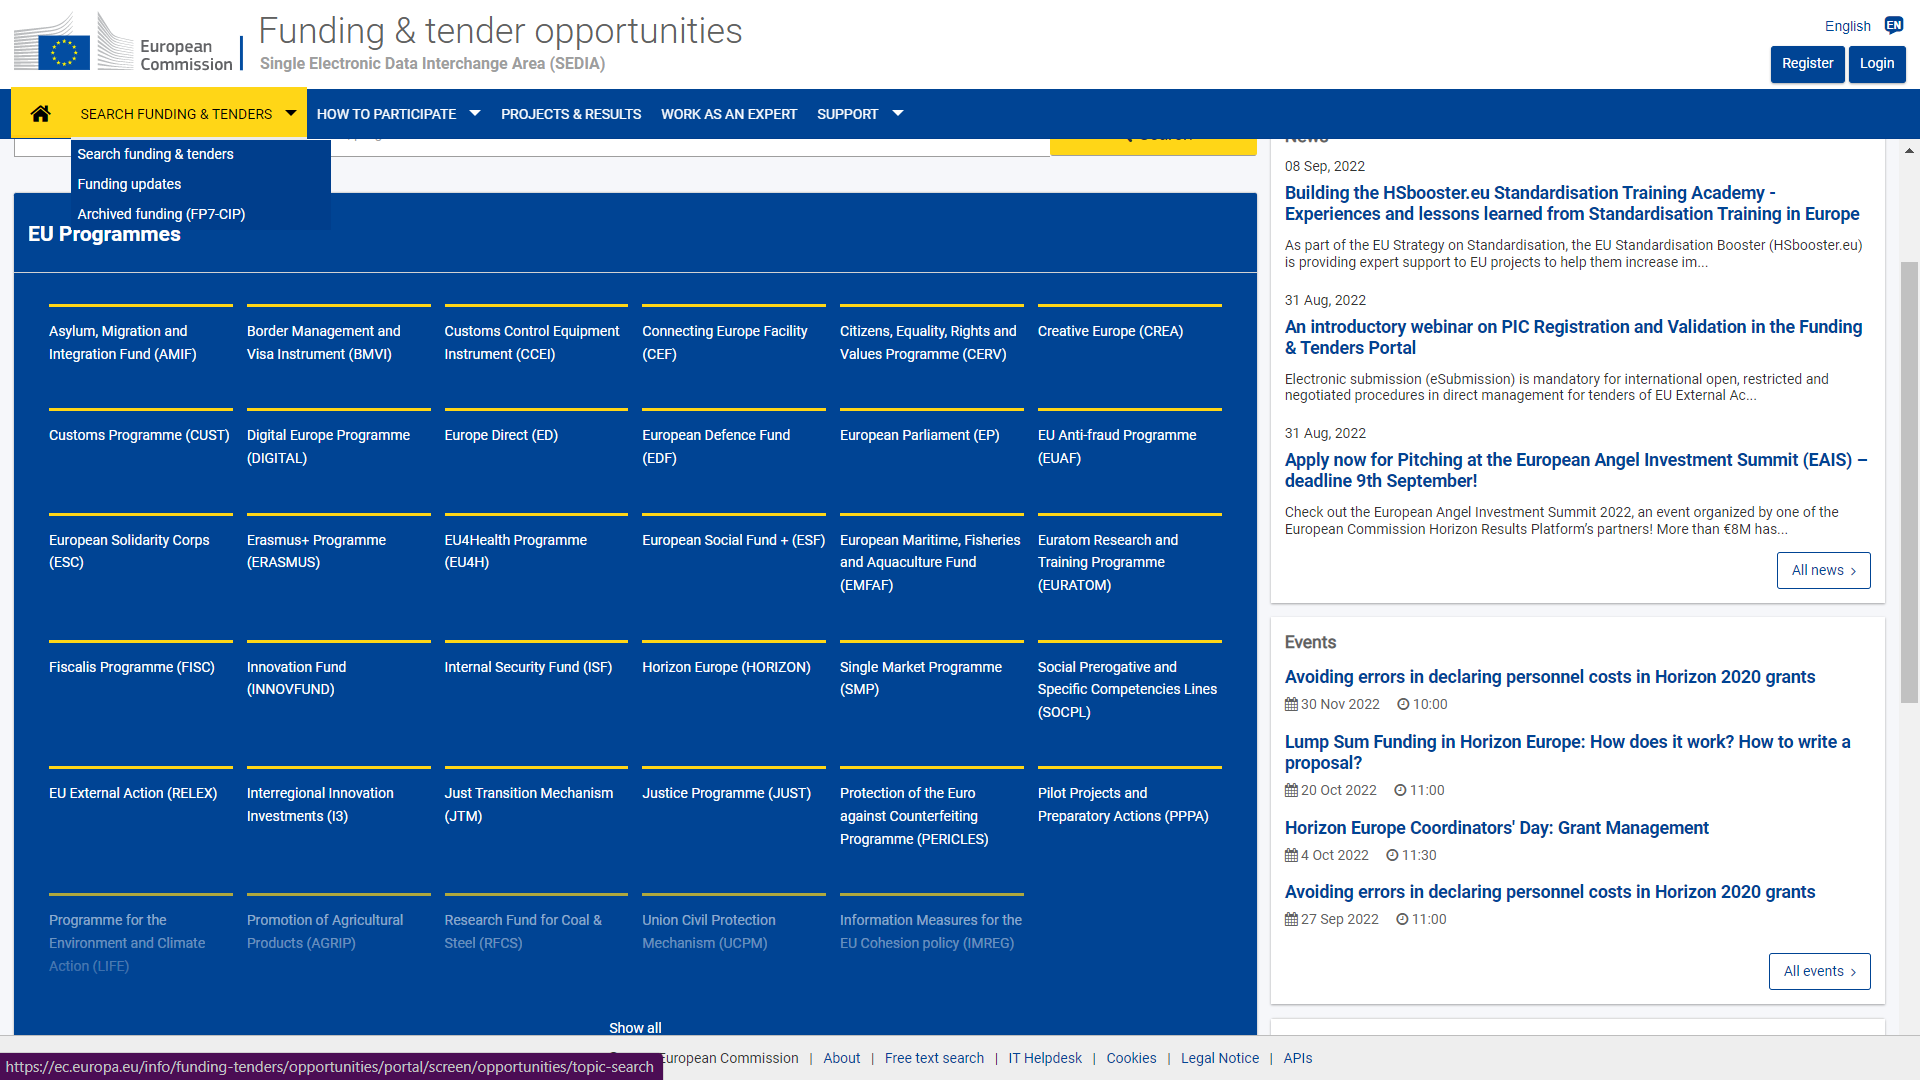 European
Commission
Funding & tender opportunities
Single Electronic Data Interchange Area (SEDIA)
English EN
Register Login
SEARCH FUNDING & TENDERS HOW TO PARTICIPATE PROJECTS & RESULTS WORK AS AN EXPERT SUPPORT
Search funding & tenders
Funding updates
Archived funding (FP7-CIP)
Search
EU Programmes
Asylum, Migration and
Integration Fund (AMIF)
Border Management and
Visa Instrument (BMVI)
Customs Control Equipment
Instrument (CCEI)
Connecting Europe Facility
(CEF)
Citizens, Equality, Rights and
Values Programme (CERV)
Creative Europe (CREA)
Customs Programme (CUST)
Digital Europe Programme
(DIGITAL)
Europe Direct (ED)
European Defence Fund
(EDF)
European Parliament (EP)
EU Anti-fraud Programme
(EUAF)
European Solidarity Corps
(ESC)
Erasmus+ Programme
(ERASMUS)
EU4Health Programme
(EU4H)
European Social Fund + (ESF)
European Maritime, Fisheries
and Aquaculture Fund
(EMFAF)
Euratom Research and
Training Programme
(EURATOM)
Fiscalis Programme (FISC)
Innovation Fund
(INNOVFUND)
Internal Security Fund (ISF)
Horizon Europe (HORIZON)
Single Market Programme
(SMP)
Social Prerogative and
Specific Competencies Lines
(SOCPL)
EU External Action (RELEX)
Interregional Innovation
Investments (I3)
Just Transition Mechanism
(JTM)
Justice Programme (JUST)
Protection of the Euro
against Counterfeiting
Programme (PERICLES)
Pilot Projects and
Preparatory Actions (PPPA)
Programme for the
Environment and Climate
Action (LIFE)
Promotion of Agricultural
Products (AGRIP)
Research Fund for Coal &
Steel (RFCS)
Union Civil Protection
Mechanism (UCPM)
Information Measures for the
EU Cohesion policy (IMREG)
Show all
News
08 Sep, 2022
Building the HSbooster.eu Standardisation Training Academy -
Experiences and lessons learned from Standardisation Training in Europe
As part of the EU Strategy on Standardisation, the EU Standardisation Booster (HSbooster.eu)
is providing expert support to EU projects to help them increase im...
31 Aug, 2022
An introductory webinar on PIC Registration and Validation in the Funding
& Tenders Portal
Electronic submission (eSubmission) is mandatory for international open, restricted and
negotiated procedures in direct management for tenders of EU External Ac...
31 Aug, 2022
Apply now for Pitching at the European Angel Investment Summit (EAIS) –
deadline 9th September!
Check out the European Angel Investment Summit 2022, an event organized by one of the
European Commission Horizon Results Platform's partners! More than €8M has...
All news
Events
Avoiding errors in declaring personnel costs in Horizon 2020 grants
30 Nov 2022 10:00
Lump Sum Funding in Horizon Europe: How does it work? How to write a
proposal?
20 Oct 2022 11:00
Horizon Europe Coordinators' Day: Grant Management
4 Oct 2022 11:30
Avoiding errors in declaring personnel costs in Horizon 2020 grants
27 Sep 2022 11:00
All events
European Commission | About | Free text search | IT Helpdesk | Cookies | Legal Notice | APIs
https://ec.europa.eu/info/funding-tenders/opportunities/portal/screen/opportunities/topic-search